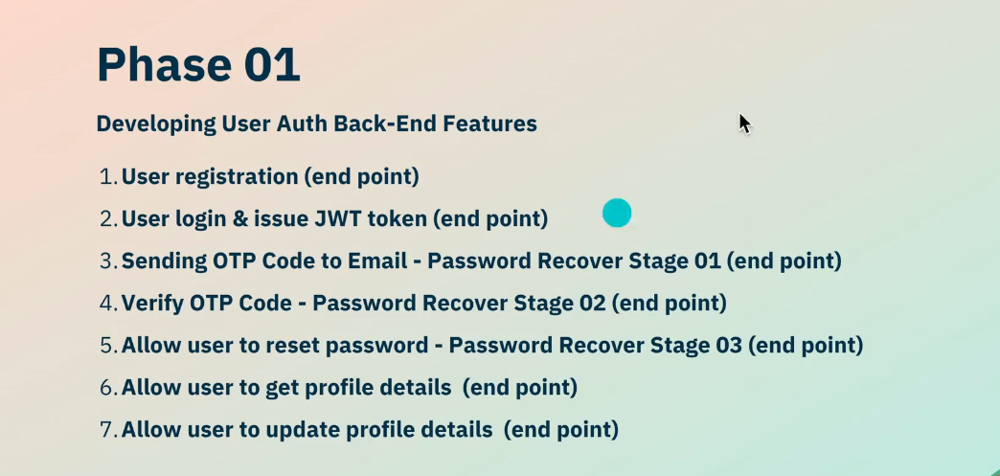 Phase 01
Developing User Auth Back-End Features
1. User registration (end point)
2. User login & issue JWT token (end point)
3. Sending OTP Code to Email - Password Recover Stage 01 (end point)
4. Verify OTP Code - Password Recover Stage 02 (end point)
5. Allow user to reset password - Password Recover Stage 03 (end point)
6. Allow user to get profile details  (end point)
7. Allow user to update profile details  (end point)